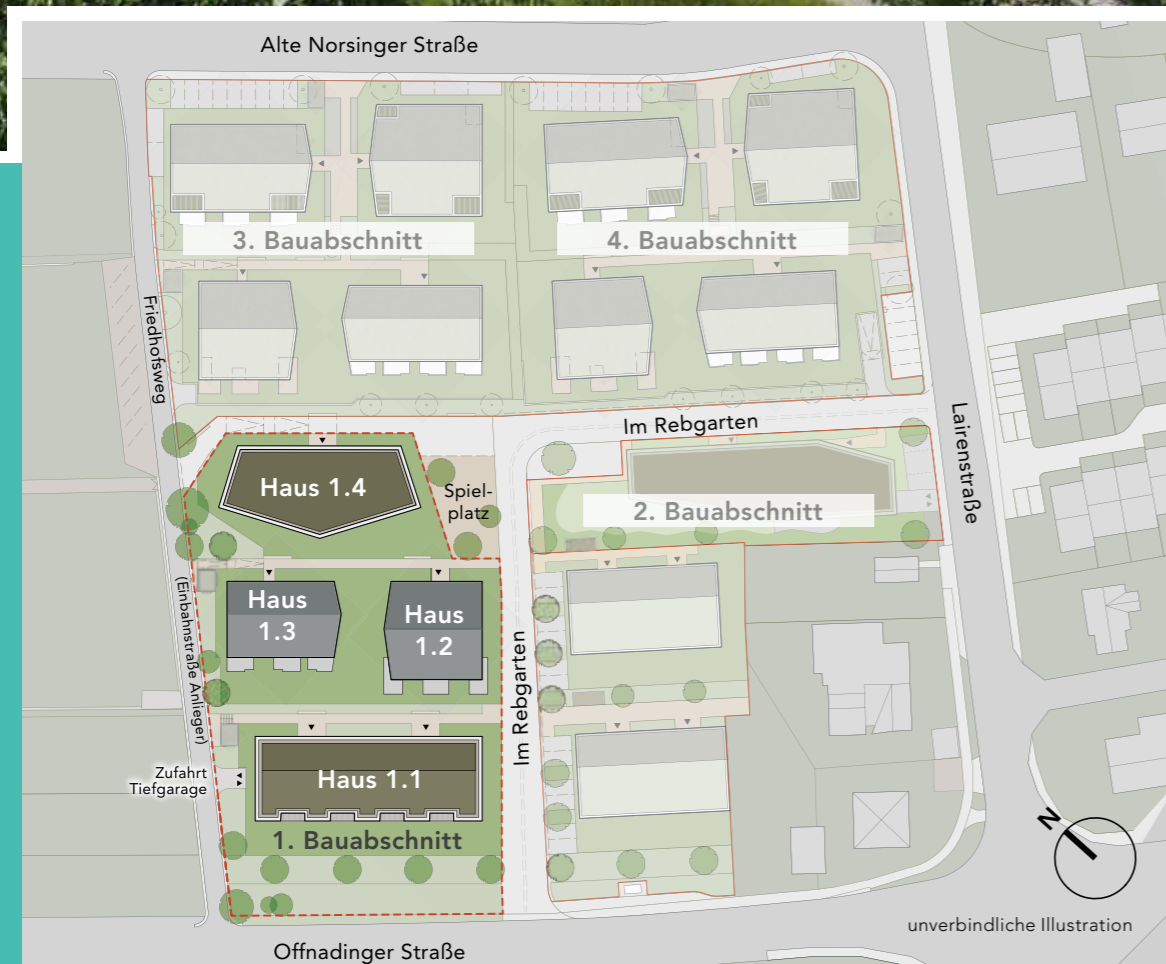 Alte Norsinger Straße
3. Bauabschnitt
4. Bauabschnitt
Friedhofsweg
Im Rebgarten
Lairenstraße
Haus 1.4
Spiel-
platz
2. Bauabschnitt
Haus
1.3
Haus
1.2
(Einbahnstraße Anlieger)
Im Rebgarten
Zufahrt
Tiefgarage
Haus 1.1
1. Bauabschnitt
N
unverbindliche Illustration
Offnadinger Straße